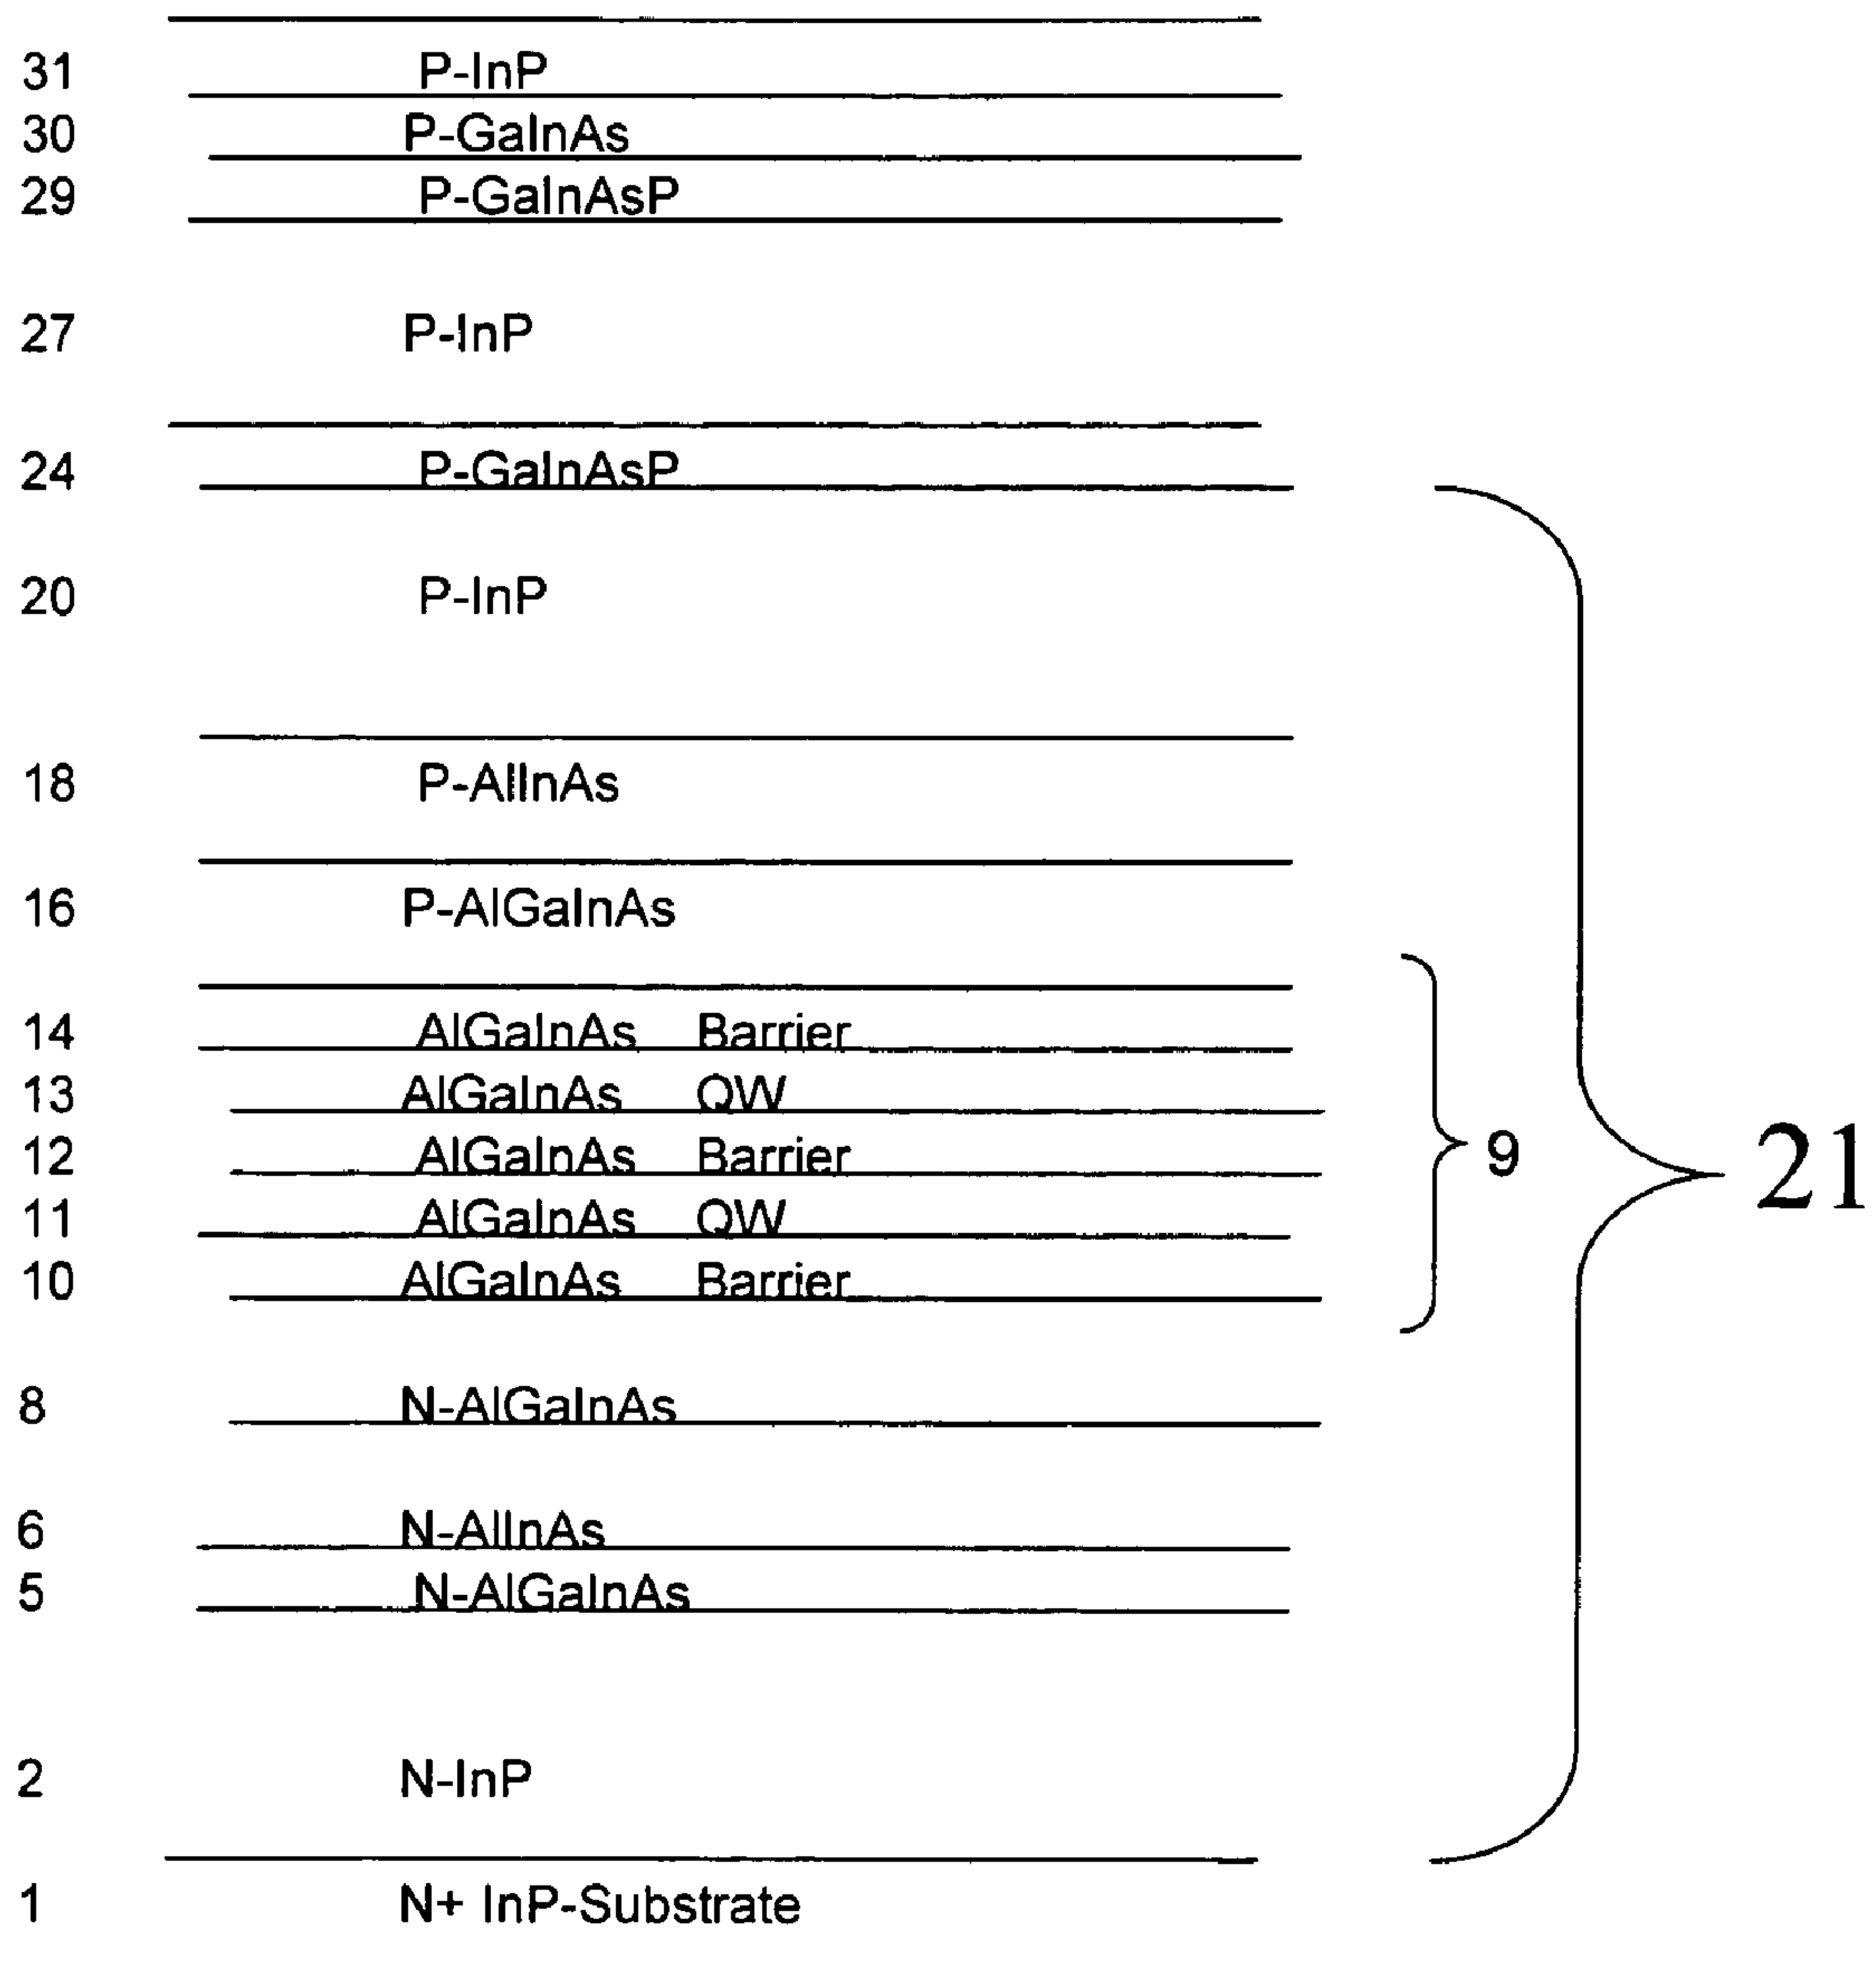 31 P-InP
30 P-GaInAs
29 P-GaInAsP
27 P-InP
24 P-GaInAsP
20 P-InP
18 P-AlInAs
16 P-AlGaInAs
14 AlGaInAs Barrier
13 AlGaInAs QW
12 AlGaInAs Barrier
9
21
11 AlGaInAs QW
10 AlGaInAs Barrier
8 N-AlGaInAs
6 N-AlInAs
5 N-AlGaInAs
2 N-InP
1 N+ InP-Substrate